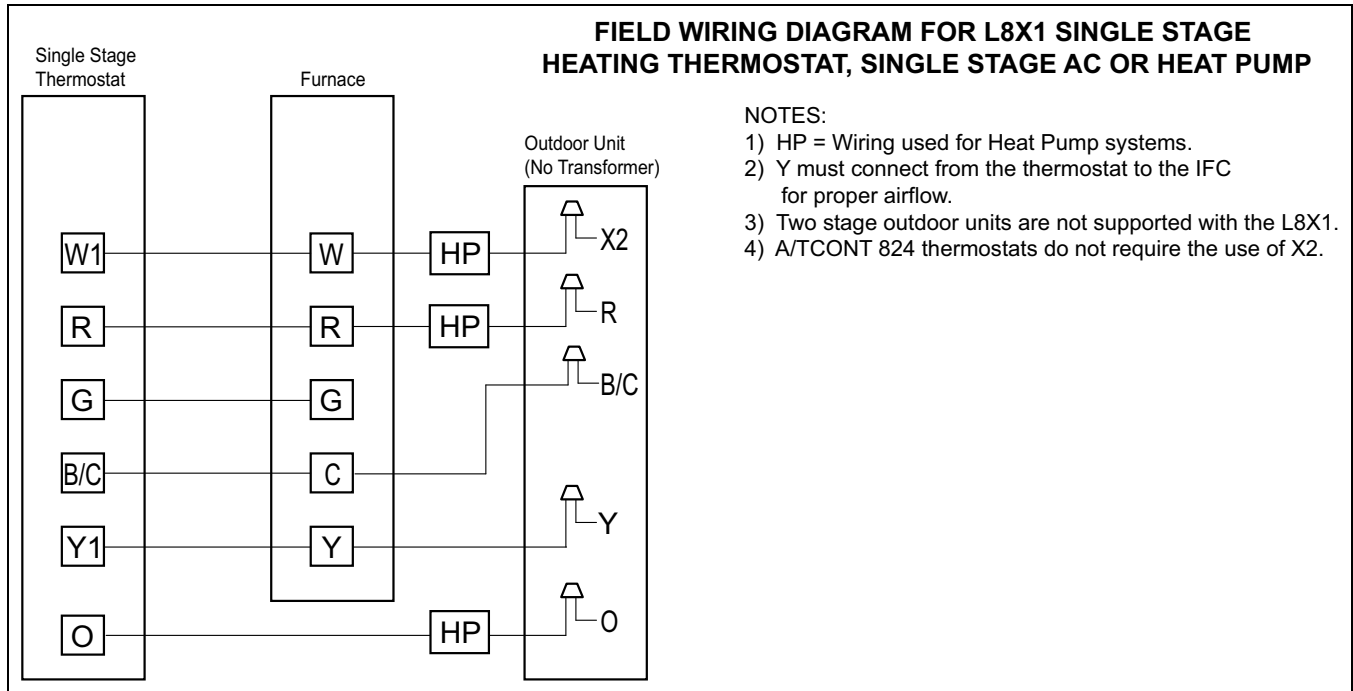 FIELD WIRING DIAGRAM FOR L8X1 SINGLE STAGE
HEATING THERMOSTAT, SINGLE STAGE AC OR HEAT PUMP
Single Stage
Thermostat
Furnace
Outdoor Unit
(No Transformer)
NOTES:
1) HP = Wiring used for Heat Pump systems.
2) Y must connect from the thermostat to the IFC
for proper airflow.
3) Two stage outdoor units are not supported with the L8X1.
4) A/TCONT 824 thermostats do not require the use of X2.
W1 W HP X2
R R HP R
G G
B/C C B/C
Y1 Y Y
O HP O